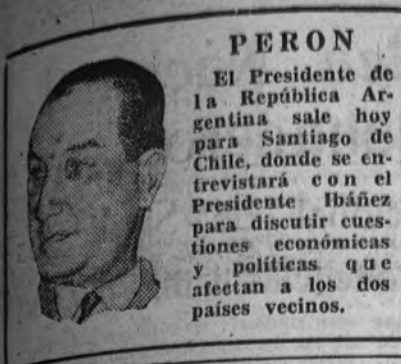 PERON
El Presidente de
la República Ar-
gentina sale hoy
para Santiago de
Chile, donde se en-
trevistará con el
Presidente Ibáñez
para discutir cues-
tiones económicas
y políticas que
afectan a los dos
países vecinos.